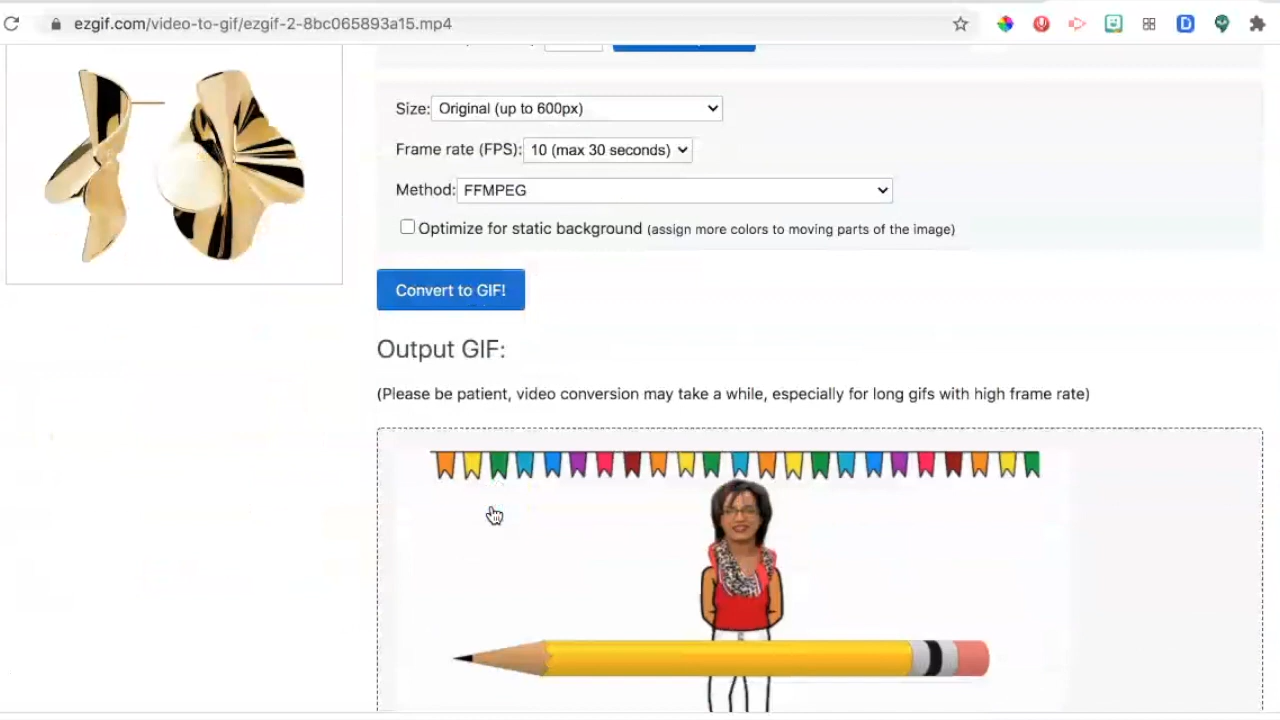 ezgif.com/video-to-gif/ezgif-2-8bc065893a15.mp4
Size: Original (up to 600px)
Frame rate (FPS): 10 (max 30 seconds)
Method: FFMPEG
Optimize for static background (assign more colors to moving parts of the image)
Convert to GIF!
Output GIF:
(Please be patient, video conversion may take a while, especially for long gifs with high frame rate)